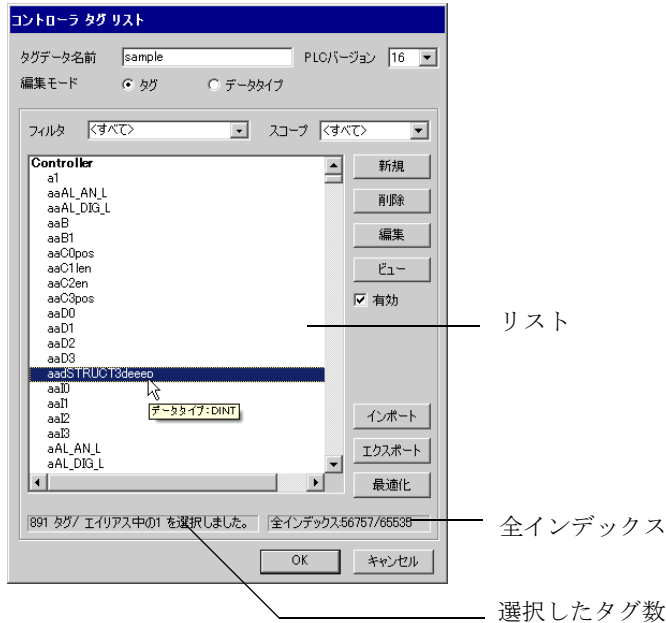 コントローラ タグ リスト
タグデータ名前 sample PLCバージョン 16
編集モード タグ データタイプ
フィルタ <すべて> スコープ <すべて>
Controller
a1
aaAL_AN_L
aaAL_DIG_L
aaB
aaB1
aaC0pos
aaC1len
aaC2en
aaC3pos
aaD0
aaD1
aaD2
aaD3
aadSTRUCT3deeep
aaI0
aaI1
aaI2
aaI3
aAL_AN_L
aAL_DIG_L
データタイプ:DINT
新規
削除
編集
ビュー
有効
インポート
エクスポート
最適化
891 タグ/ エイリアス中の1 を選択しました。 全インデックス:56757/65535
OK キャンセル
リスト
全インデックス
選択したタグ数